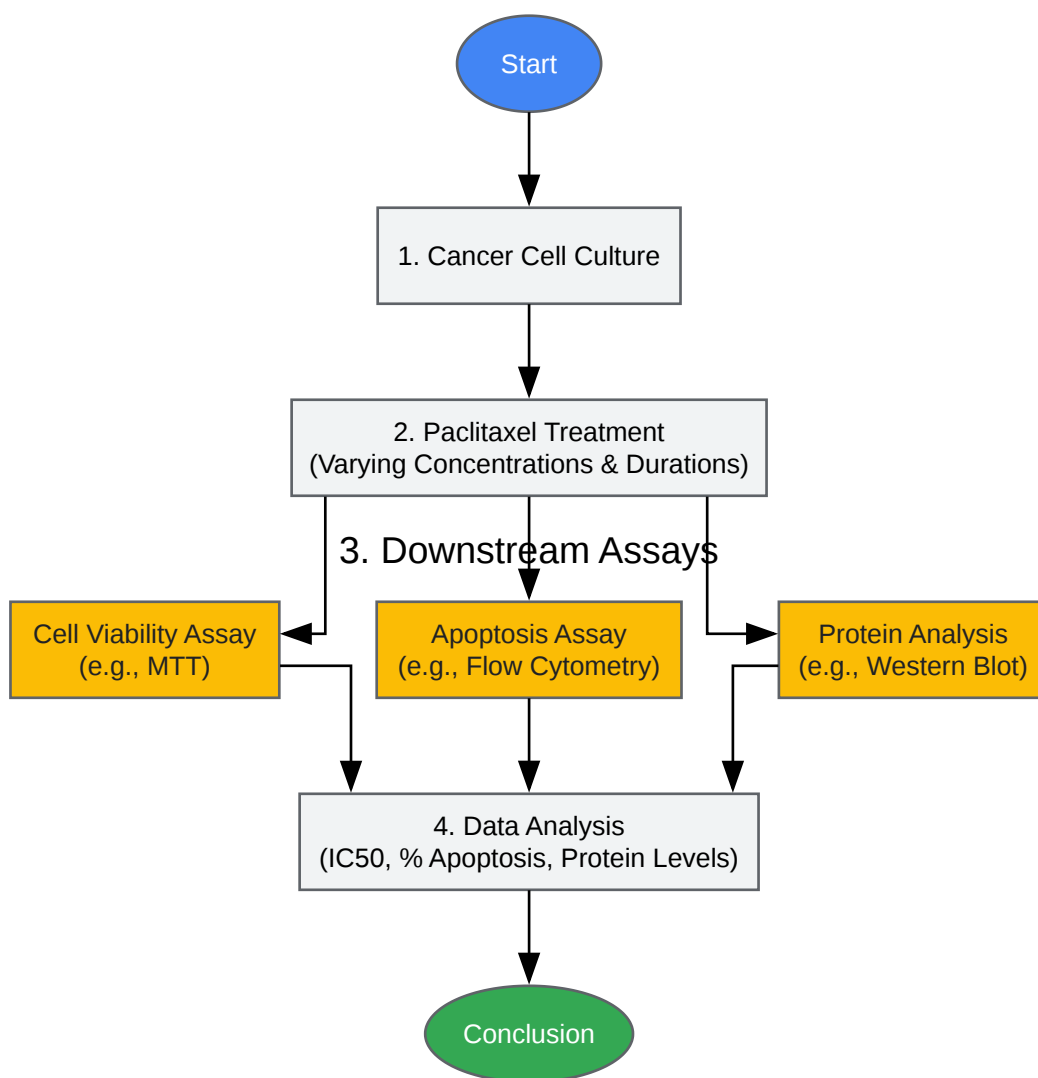 Start
1. Cancer Cell Culture
2. Paclitaxel Treatment
(Varying Concentrations & Durations)
3. Downstream Assays
Cell Viability Assay
(e.g., MTT)
Apoptosis Assay
(e.g., Flow Cytometry)
Protein Analysis
(e.g., Western Blot)
4. Data Analysis
(IC50, % Apoptosis, Protein Levels)
Conclusion